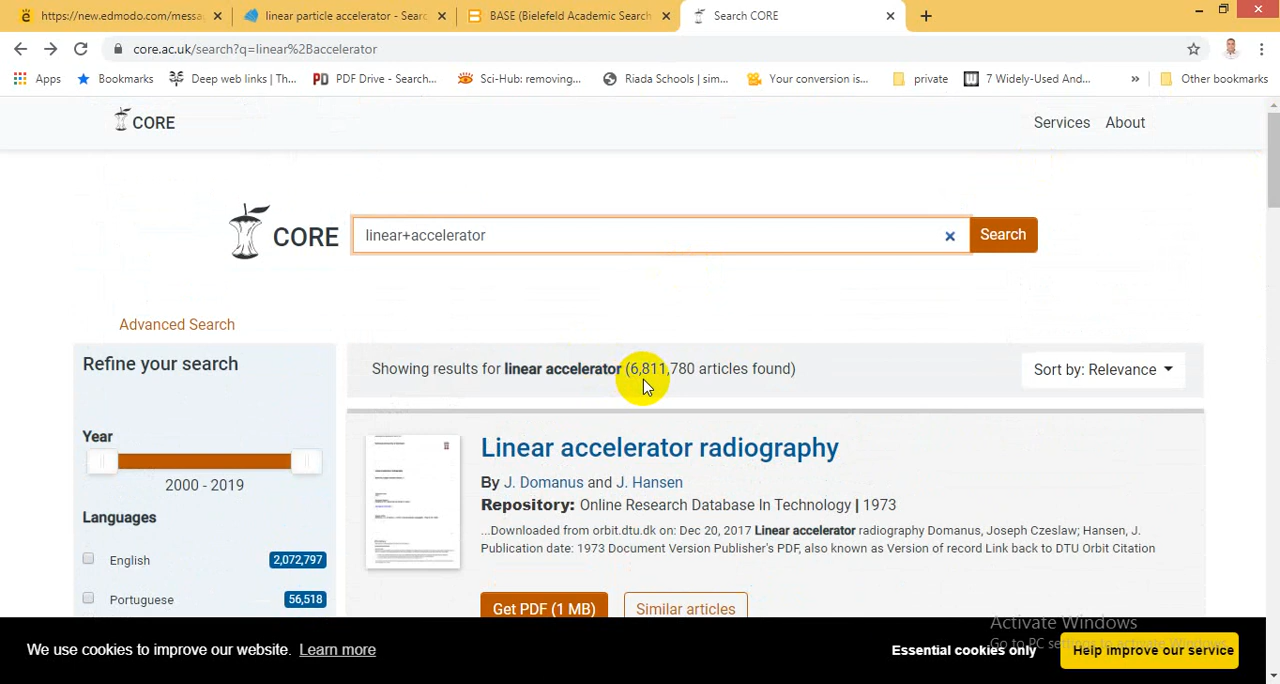 https://new.edmodo.com/messa
linear particle accelerator - Searc
BASE (Bielefeld Academic Search
Search CORE
core.ac.uk/search?q=linear%2Baccelerator
Apps
Bookmarks
Deep web links | Th...
PDF Drive - Search...
Sci-Hub: removing...
Riada Schools | sim...
Your conversion is...
private
7 Widely-Used And...
»
Other bookmarks
CORE
Services
About
CORE
linear+accelerator
Search
Advanced Search
Refine your search
Showing results for linear accelerator (6,811,780 articles found)
Sort by: Relevance
Year
2000 - 2019
Languages
English 2,072,797
Portuguese 56,518
Linear accelerator radiography
By J. Domanus and J. Hansen
Repository: Online Research Database In Technology | 1973
...Downloaded from orbit.dtu.dk on: Dec 20, 2017 Linear accelerator radiography Domanus, Joseph Czeslaw; Hansen, J.
Publication date: 1973 Document Version Publisher's PDF, also known as Version of record Link back to DTU Orbit Citation
Get PDF (1 MB)
Similar articles
Activate Windows
Go to PC settings to activate Windows.
We use cookies to improve our website. Learn more
Essential cookies only
Help improve our service